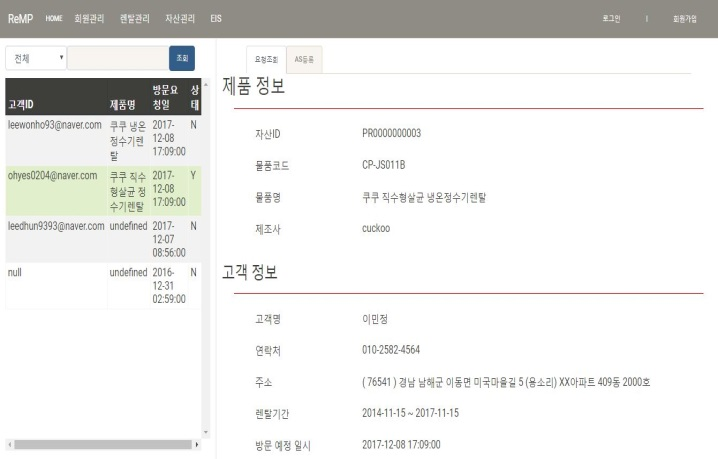 ReMP HOME 회원관리 렌탈관리 자산관리 EIS 로그인 | 회원가입
전체 조회
고객ID 제품명 방문요청일 상태
leewonho93@naver.com 쿠쿠 냉온정수기렌탈 2017-12-08 17:09:00 N
ohyes0204@naver.com 쿠쿠 직수형살균 정수기렌탈 2017-12-08 17:09:00 Y
leedhun9393@naver.com undefined 2017-12-07 08:56:00 N
null undefined 2016-12-31 02:59:00 N
요청조회 AS등록
제품 정보
자산ID PR0000000003
물품코드 CP-JS011B
물품명 쿠쿠 직수형살균 냉온정수기렌탈
제조사 cuckoo
고객 정보
고객명 이민정
연락처 010-2582-4564
주소 ( 76541 ) 경남 남해군 이동면 미국마을길 5 (용소리) XX아파트 409동 2000호
렌탈기간 2014-11-15 ~ 2017-11-15
방문 예정 일시 2017-12-08 17:09:00